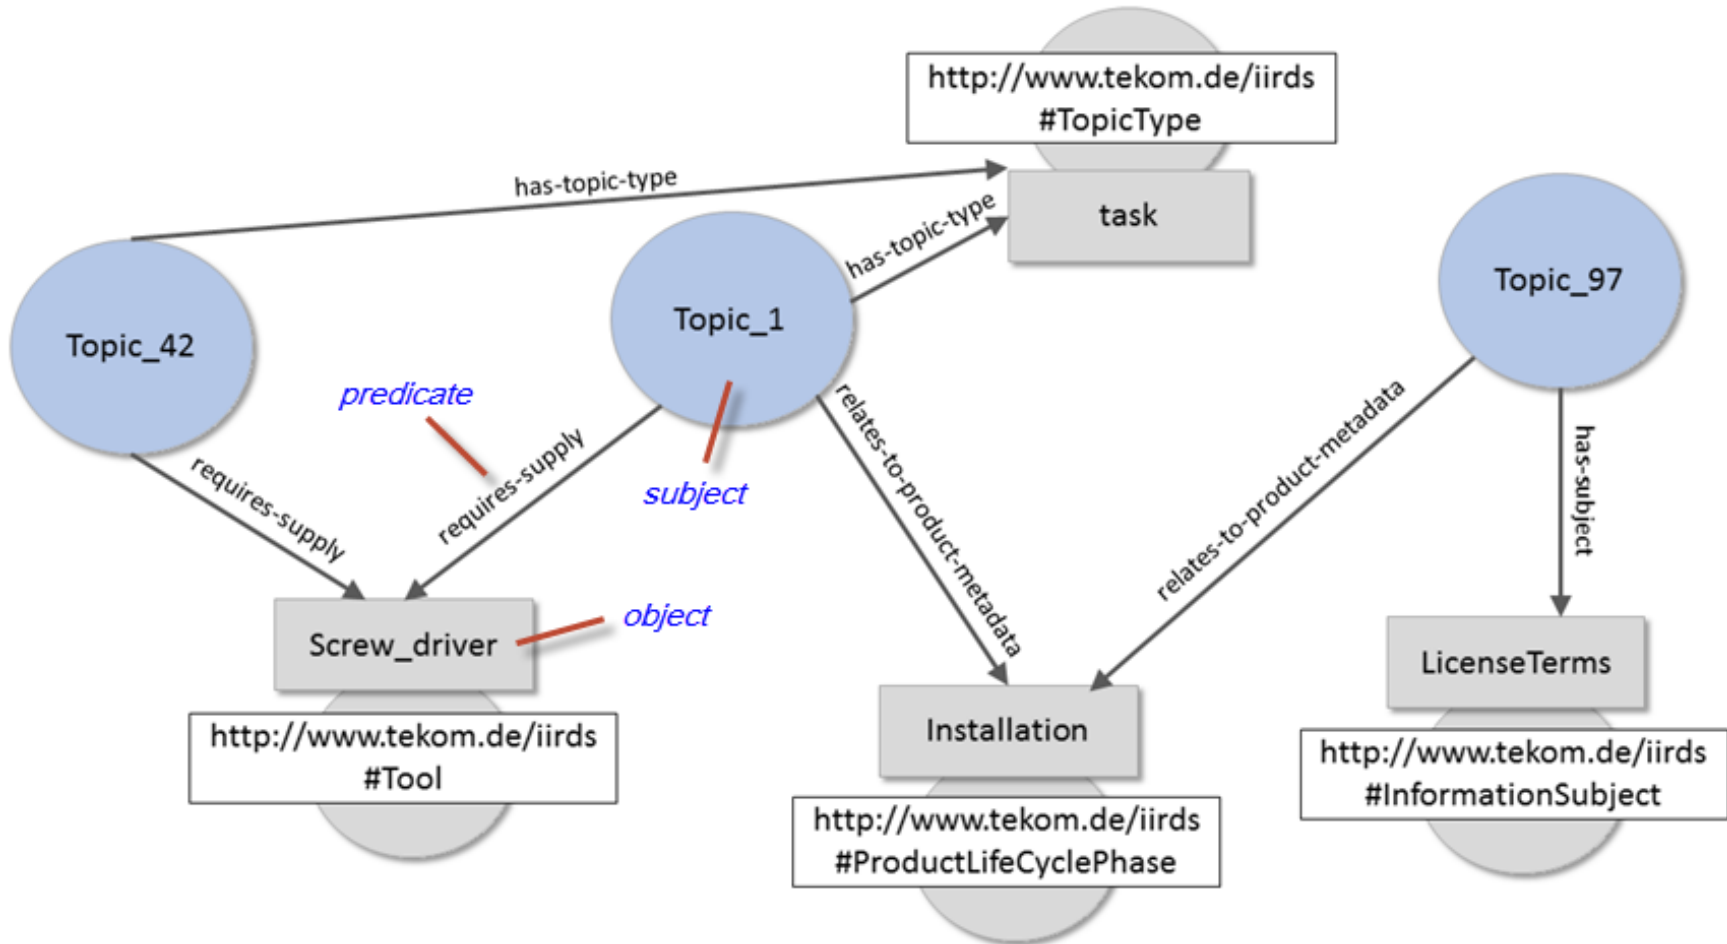 http://www.tekom.de/iirds
#TopicType
has-topic-type
task
has-topic-type
Topic_42
Topic_1
Topic_97
predicate
subject
object
requires-supply
requires-supply
relates-to-product-metadata
relates-to-product-metadata
has-subject
Screw_driver
http://www.tekom.de/iirds
#Tool
Installation
http://www.tekom.de/iirds
#ProductLifeCyclePhase
LicenseTerms
http://www.tekom.de/iirds
#InformationSubject